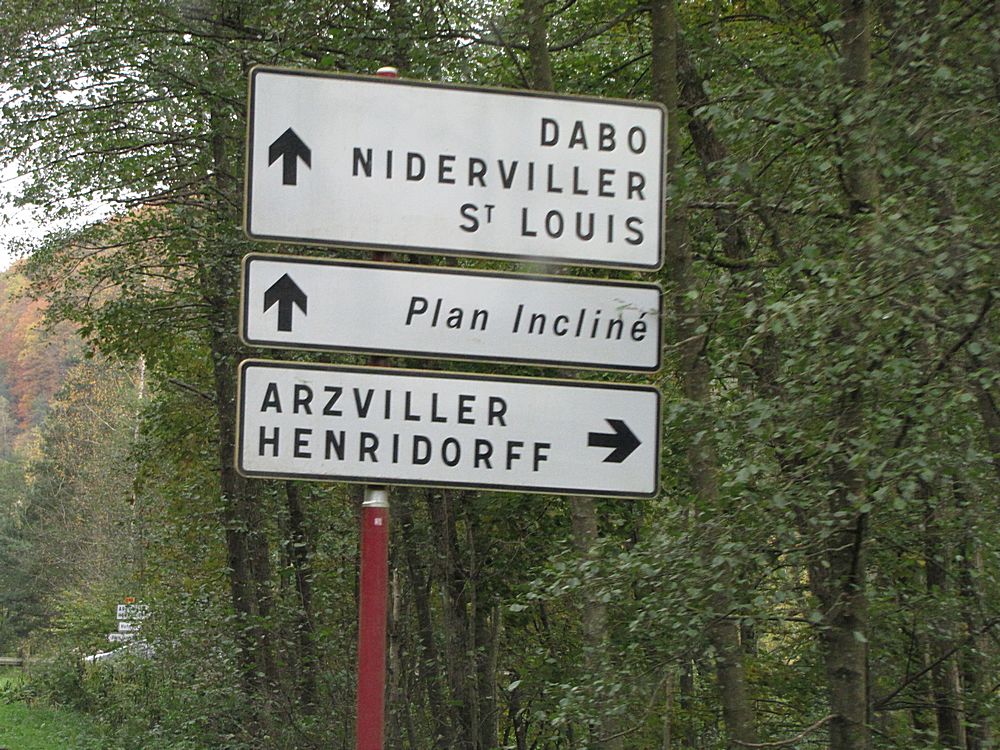 DABO
NIDERVILLER
ST LOUIS
Plan Incliné
ARZVILLER
HENRIDORFF